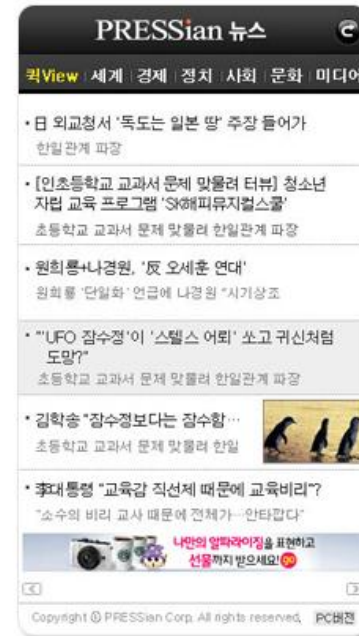 PRESSian 뉴스
퀵View 세계 경제 정치 사회 문화 미디어
· 日 외교청서 '독도는 일본 땅' 주장 들어가
한일관계 파장
· [인초등학교 교과서 문제 맞물려 터뷰] 청소년
자립 교육 프로그램 'SK해피뮤지컬스쿨'
초등학교 교과서 문제 맞물려 한일관계 파장
· 원희룡+나경원, '反 오세훈 연대'
원희룡 '단일화' 언급에 나경원 "시기상조
· "'UFO 잠수정'이 '스텔스 어뢰' 쏘고 귀신처럼
도망?"
초등학교 교과서 문제 맞물려 한일관계 파장
· 김학송 "잠수정보다는 잠수함…
초등학교 교과서 문제 맞물려 한일
· 李대통령 "교육감 직선제 때문에 교육비리"?
"소수의 비리 교사 때문에 전체가…안타깝다"
나만의 알파라이징을 표현하고
선물까지 받으세요! go
Copyright © PRESSian Corp. All rights reserved. PC버전